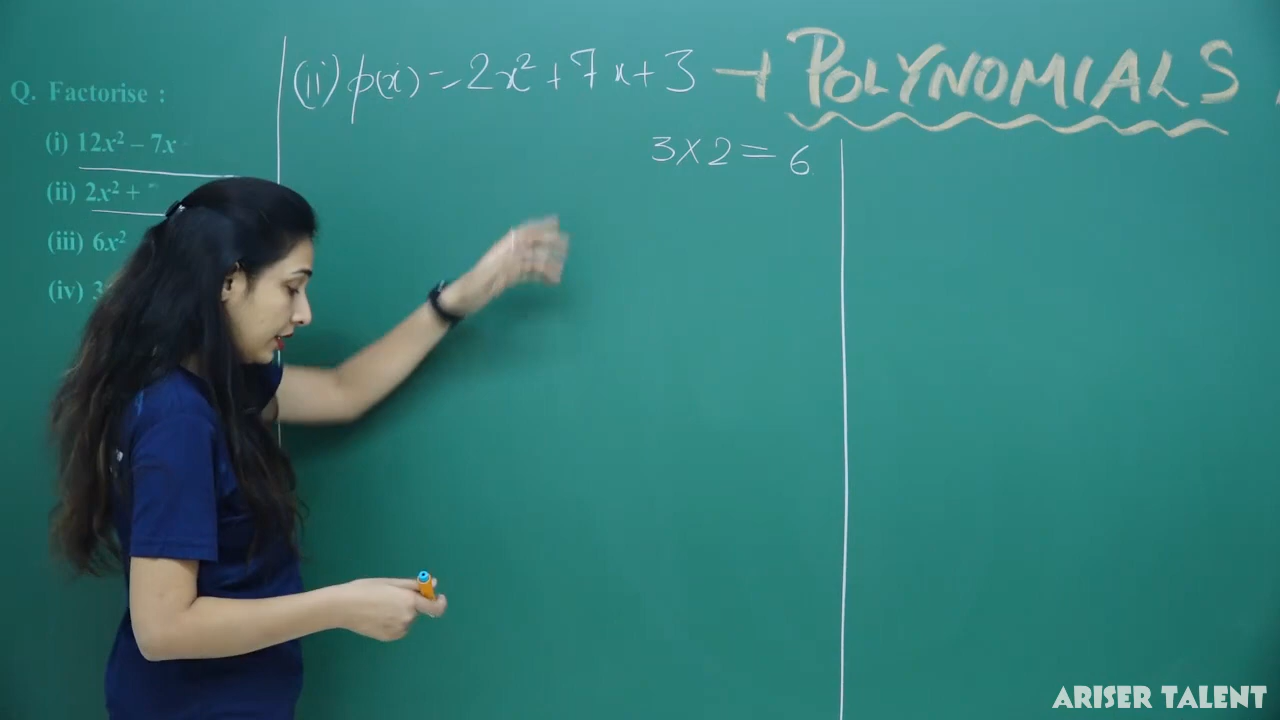 POLYNOMIALS
Q. Factorise :
(i) 12x² – 7x
(ii) 2x² +
(iii) 6x²
(iv) 3
(ii) p(x) = 2x² + 7x + 3
3 × 2 = 6
ARISER TALENT